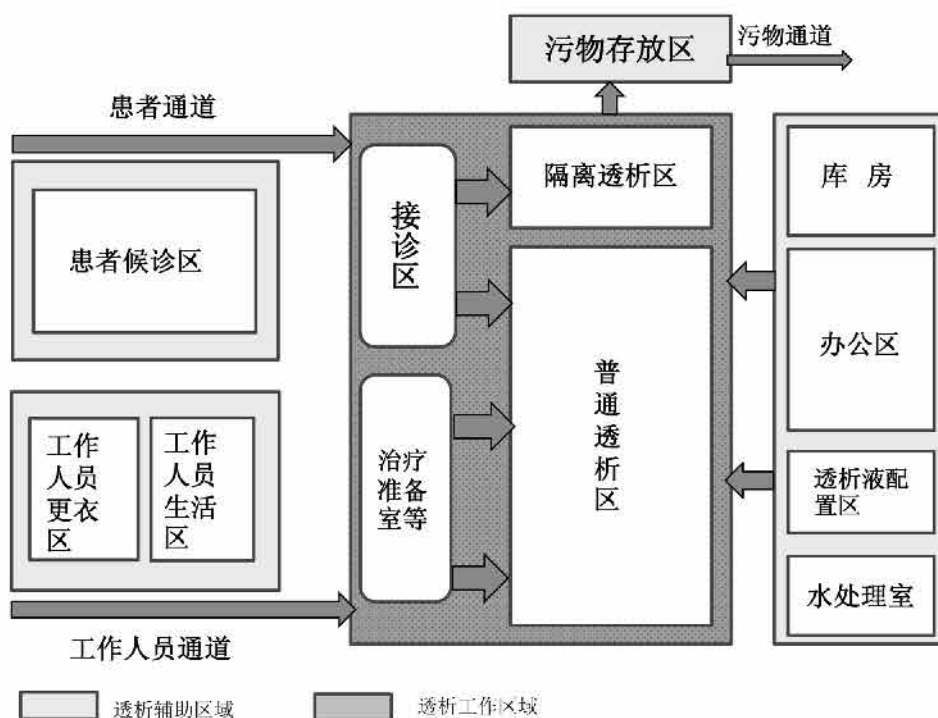 污物存放区
污物通道
患者通道
患者候诊区
接
诊
区
隔离透析区
库 房
办公区
普
通
透
析
区
工作
人员
更衣
区
工作
人员
生活
区
治疗
准备
室等
透析液配
置区
水处理室
工作人员通道
透析辅助区域
透析工作区域